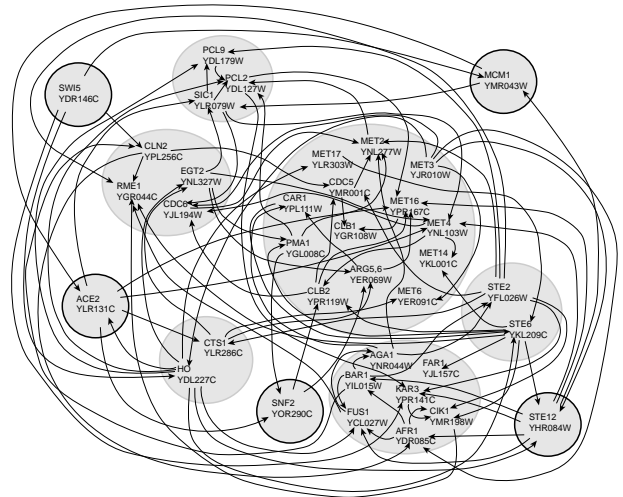 PCL9
YDL179W
PCL2
YDL127W
SIC1
YLR079W
SWI5
YDR146C
MCM1
YMR043W
CLN2
YPL256C
RME1
YGR044C
EGT2
YNL327W
CDC6
YJL194W
MET2
YNL277W
MET17
YLR303W
MET3
YJR010W
CDC5
YMR001C
CAR1
YPL111W
MET16
YPR167C
CLB1
YGR108W
MET4
YNL103W
PMA1
YGL008C
MET14
YKL001C
ARG5,6
YER069W
CLB2
YPR119W
MET6
YER091C
STE2
YFL026W
STE6
YKL209C
ACE2
YLR131C
CTS1
YLR286C
HO
YDL227C
SNF2
YOR290C
AGA1
YNR044W
BAR1
YIL015W
FAR1
YJL157C
KAR3
YPR141C
FUS1
YCL027W
CIK1
YMR198W
AFR1
YDR085C
STE12
YHR084W